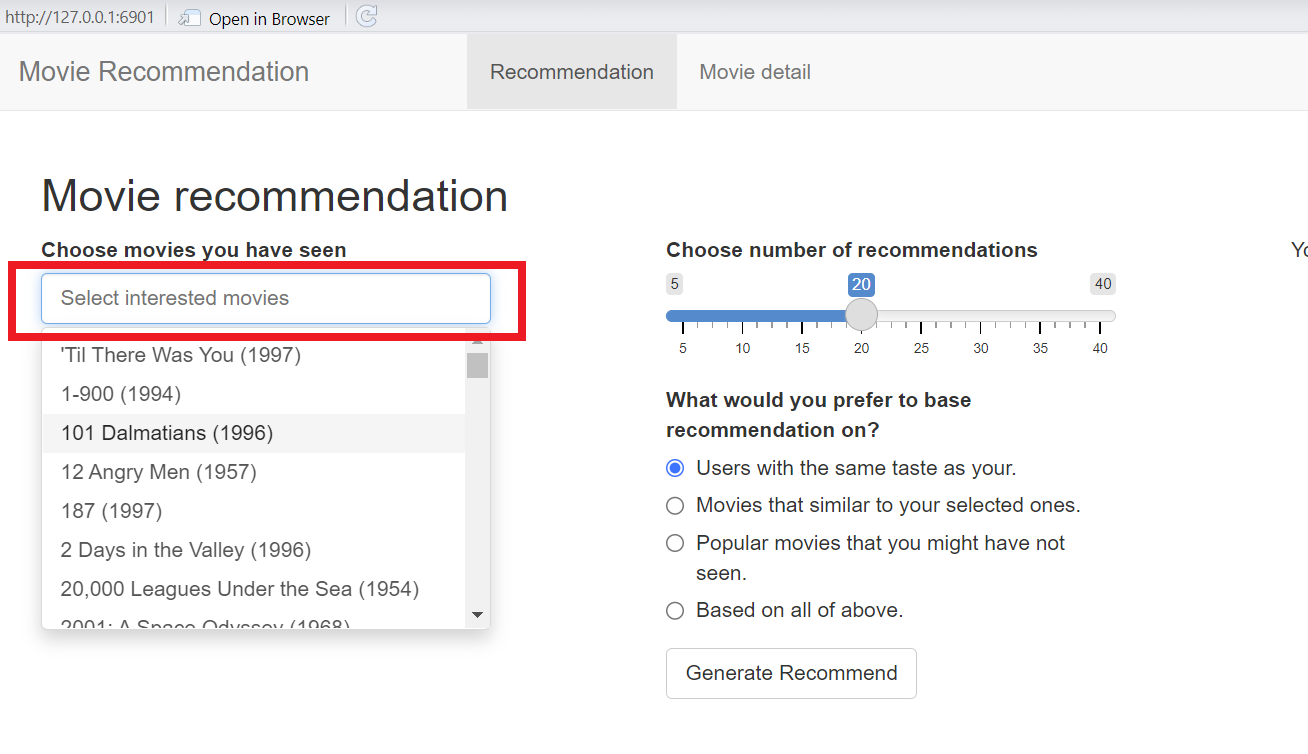 http://127.0.0.1:6901 Open in Browser
Movie Recommendation Recommendation Movie detail
Movie recommendation
Choose movies you have seen
Select interested movies
'Til There Was You (1997)
1-900 (1994)
101 Dalmatians (1996)
12 Angry Men (1957)
187 (1997)
2 Days in the Valley (1996)
20,000 Leagues Under the Sea (1954)
2001: A Space Odyssey (1968)
Choose number of recommendations
5 20 40
5 10 15 20 25 30 35 40
What would you prefer to base
recommendation on?
Users with the same taste as your.
Movies that similar to your selected ones.
Popular movies that you might have not
seen.
Based on all of above.
Generate Recommend